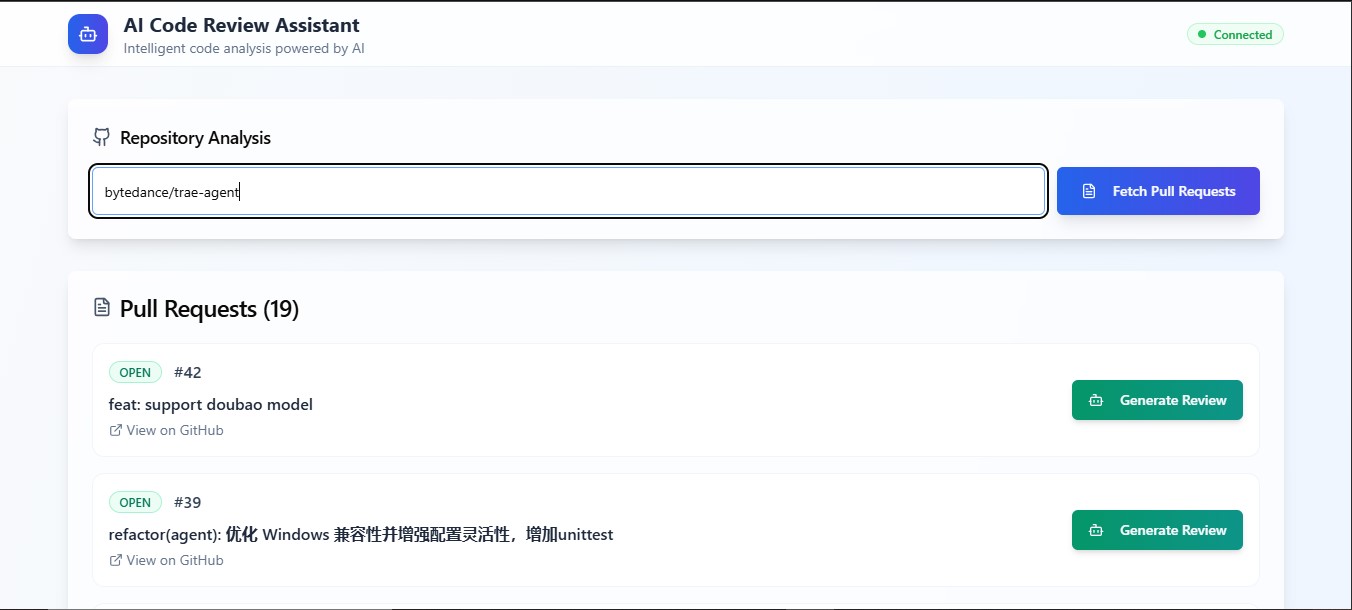 AI Code Review Assistant
Intelligent code analysis powered by AI
Connected
Repository Analysis
bytedance/trae-agent
Fetch Pull Requests
Pull Requests (19)
OPEN #42
feat: support doubao model
View on GitHub
Generate Review
OPEN #39
refactor(agent): 优化 Windows 兼容性并增强配置灵活性，增加unittest
View on GitHub
Generate Review